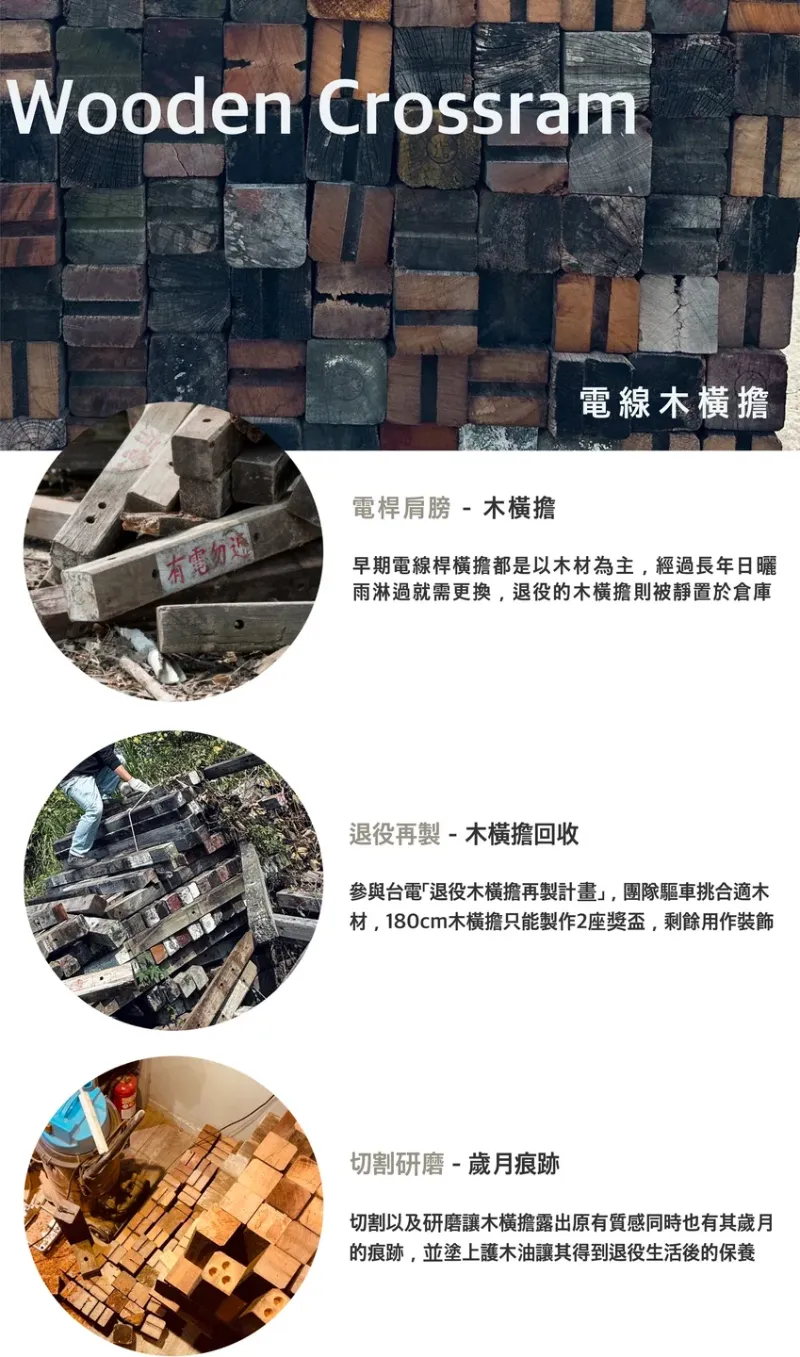 Wooden Crossram
電線木橫擔
電桿肩膀 - 木橫擔
早期電線桿橫擔都是以木材為主，經過長年日曬
雨淋過就需更換，退役的木橫擔則被靜置於倉庫
有電勿近
退役再製 - 木橫擔回收
參與台電「退役木橫擔再製計畫」，團隊驅車挑合適木
材，180cm木橫擔只能製作2座獎盃，剩餘用作裝飾
切割研磨 - 歲月痕跡
切割以及研磨讓木橫擔露出原有質感同時也有其歲月
的痕跡，並塗上護木油讓其得到退役生活後的保養